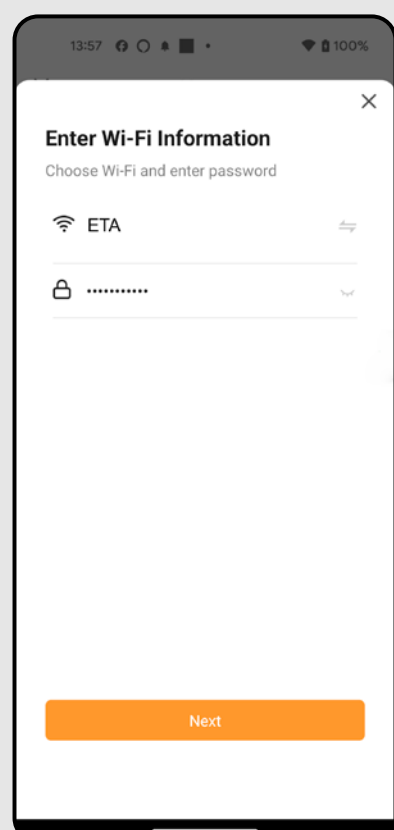 13:57 100%
Enter Wi-Fi Information
Choose Wi-Fi and enter password
ETA
•••••••••••
Next